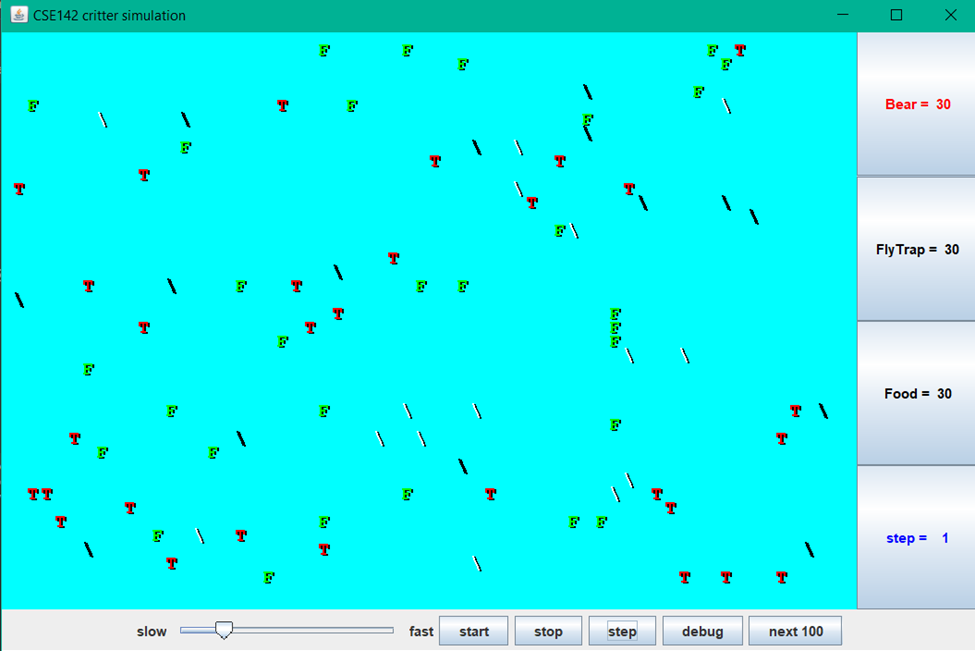 CSE142 critter simulation
F F F T
F F
\ F
F T F \
\ \ F
\
F \ \
T T
T
T \ T
T \ \ \
F \
T
\
T \ F T F F
\
T F
T T F
F F
\ \
F
F F \ \ T \
F
T \ \ \ T
F F
\
\
T T F T \ T
T T
T F F F
F \ T
\ T \
T \
F T T T
Bear = 30
FlyTrap = 30
Food = 30
step = 1
slow fast start stop step debug next 100